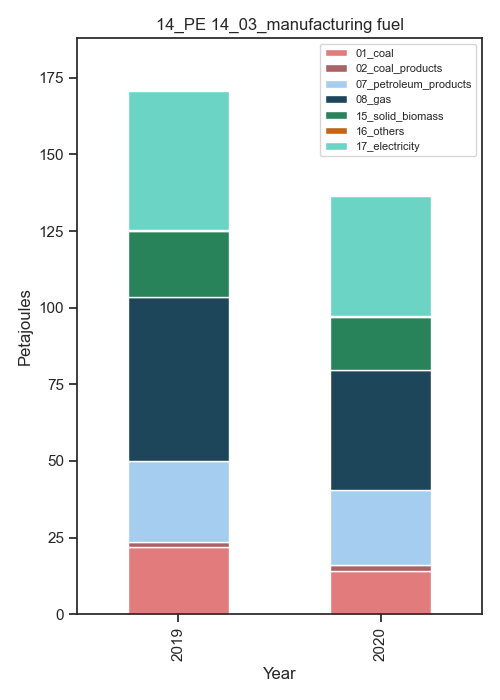 14_PE 14_03_manufacturing fuel
01_coal
02_coal_products
07_petroleum_products
08_gas
15_solid_biomass
16_others
17_electricity
175
150
125
100
75
50
25
0
Petajoules
2019
2020
Year